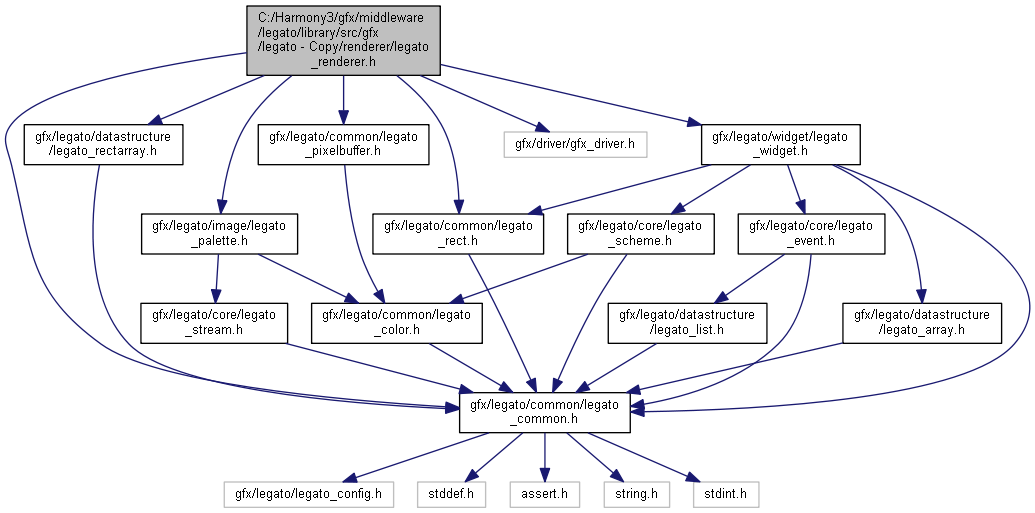 C:/Harmony3/gfx/middleware
/legato/library/src/gfx
/legato - Copy/renderer/legato
_renderer.h
gfx/legato/datastructure
/legato_rectarray.h
gfx/legato/common/legato
_pixelbuffer.h
gfx/driver/gfx_driver.h
gfx/legato/widget/legato
_widget.h
gfx/legato/image/legato
_palette.h
gfx/legato/common/legato
_rect.h
gfx/legato/core/legato
_scheme.h
gfx/legato/core/legato
_event.h
gfx/legato/core/legato
_stream.h
gfx/legato/common/legato
_color.h
gfx/legato/datastructure
/legato_list.h
gfx/legato/datastructure
/legato_array.h
gfx/legato/common/legato
_common.h
gfx/legato/legato_config.h
stddef.h
assert.h
string.h
stdint.h